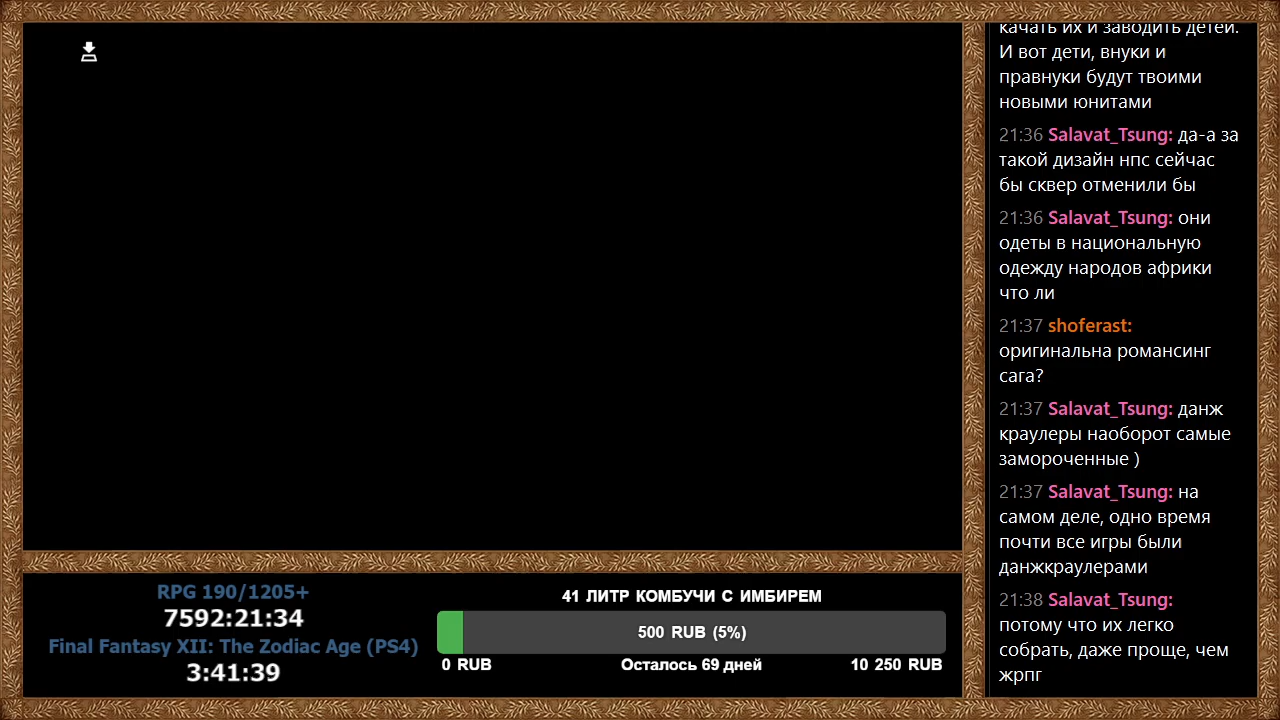 качать их и заводить детей.
И вот дети, внуки и
правнуки будут твоими
новыми юнитами
21:36 Salavat_Tsung: да-а за
такой дизайн нпс сейчас
бы сквер отменили бы
21:36 Salavat_Tsung: они
одеты в национальную
одежду народов африки
что ли
21:37 shoferast:
оригинальна романсинг
сага?
21:37 Salavat_Tsung: данж
краулеры наоборот самые
замороченные )
21:37 Salavat_Tsung: на
самом деле, одно время
почти все игры были
данжкраулерами
21:38 Salavat_Tsung:
потому что их легко
собрать, даже проще, чем
жрпг
RPG 190/1205+
7592:21:34
Final Fantasy XII: The Zodiac Age (PS4)
3:41:39
41 ЛИТР КОМБУЧИ С ИМБИРЕМ
500 RUB (5%)
0 RUB Осталось 69 дней 10 250 RUB